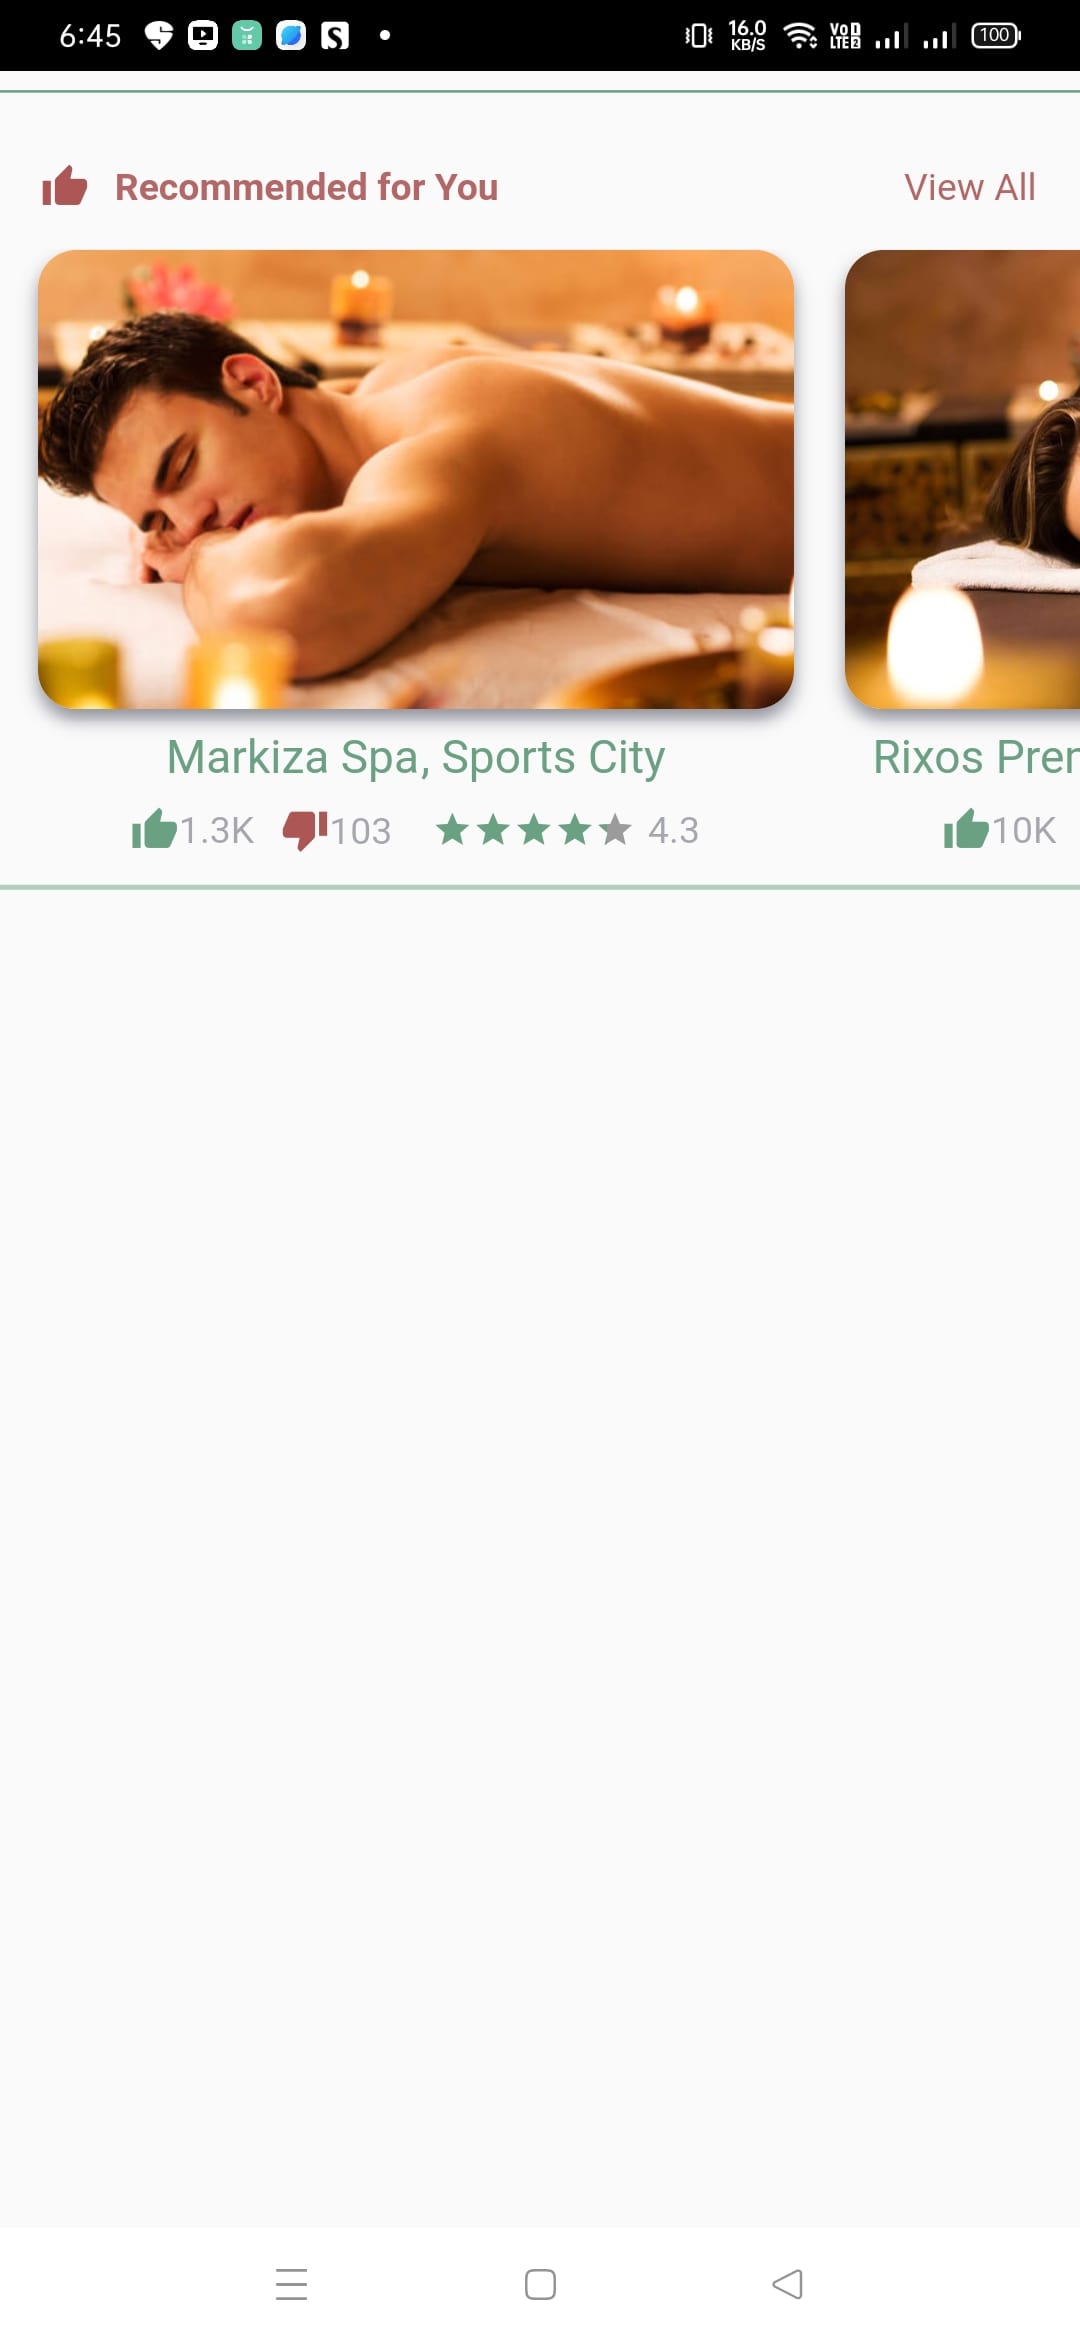 6:45 S 16.0 KB/S VoD LTE2 100
Recommended for You View All
Markiza Spa, Sports City Rixos Prer
1.3K 103 4.3 10K